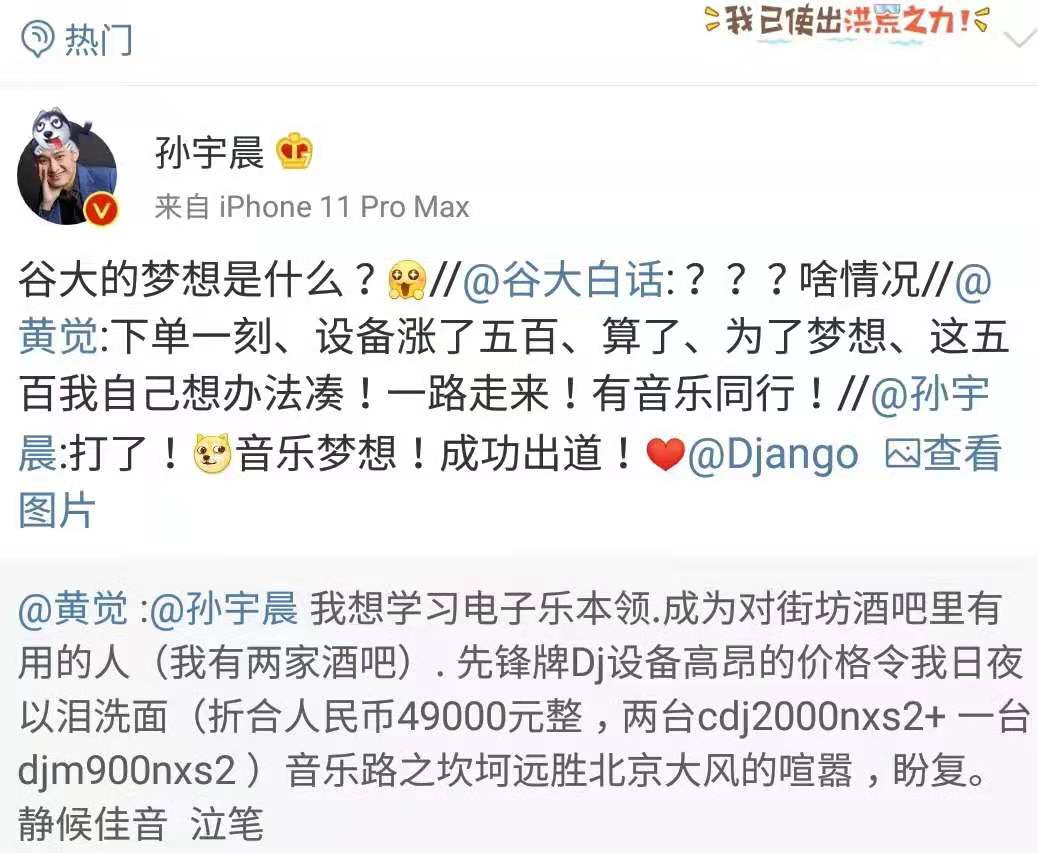 热门
我已使出洪荒之力！
孙宇晨
来自 iPhone 11 Pro Max
谷大的梦想是什么？//@谷大白话:？？？啥情况//@
黄觉:下单一刻、设备涨了五百、算了、为了梦想、这五
百我自己想办法凑！一路走来！有音乐同行！//@孙宇
晨:打了！音乐梦想！成功出道！@Django 查看
图片
@黄觉 :@孙宇晨 我想学习电子乐本领.成为对街坊酒吧里有
用的人（我有两家酒吧）. 先锋牌Dj设备高昂的价格令我日夜
以泪洗面（折合人民币49000元整，两台cdj2000nxs2+ 一台
djm900nxs2 ）音乐路之坎坷远胜北京大风的喧嚣，盼复。
静候佳音 泣笔